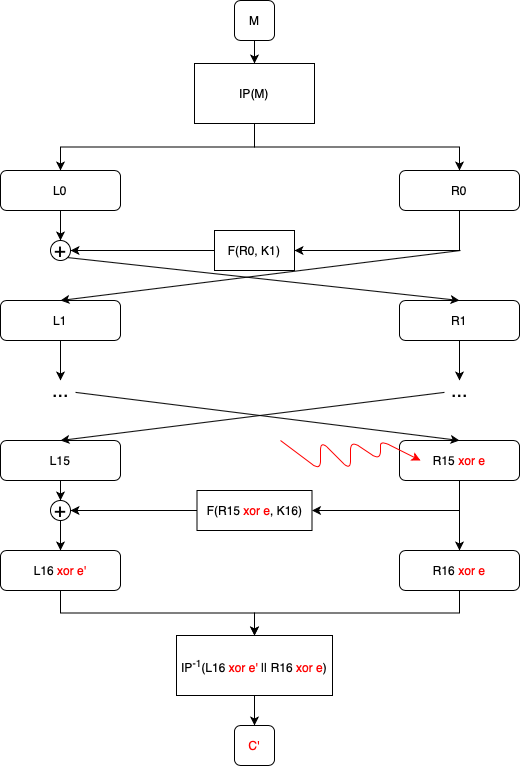 M
IP(M)
L0
R0
+
F(R0, K1)
L1
R1
...
...
L15
R15 xor e
+
F(R15 xor e, K16)
L16 xor e'
R16 xor e
IP-1(L16 xor e' || R16 xor e)
C'